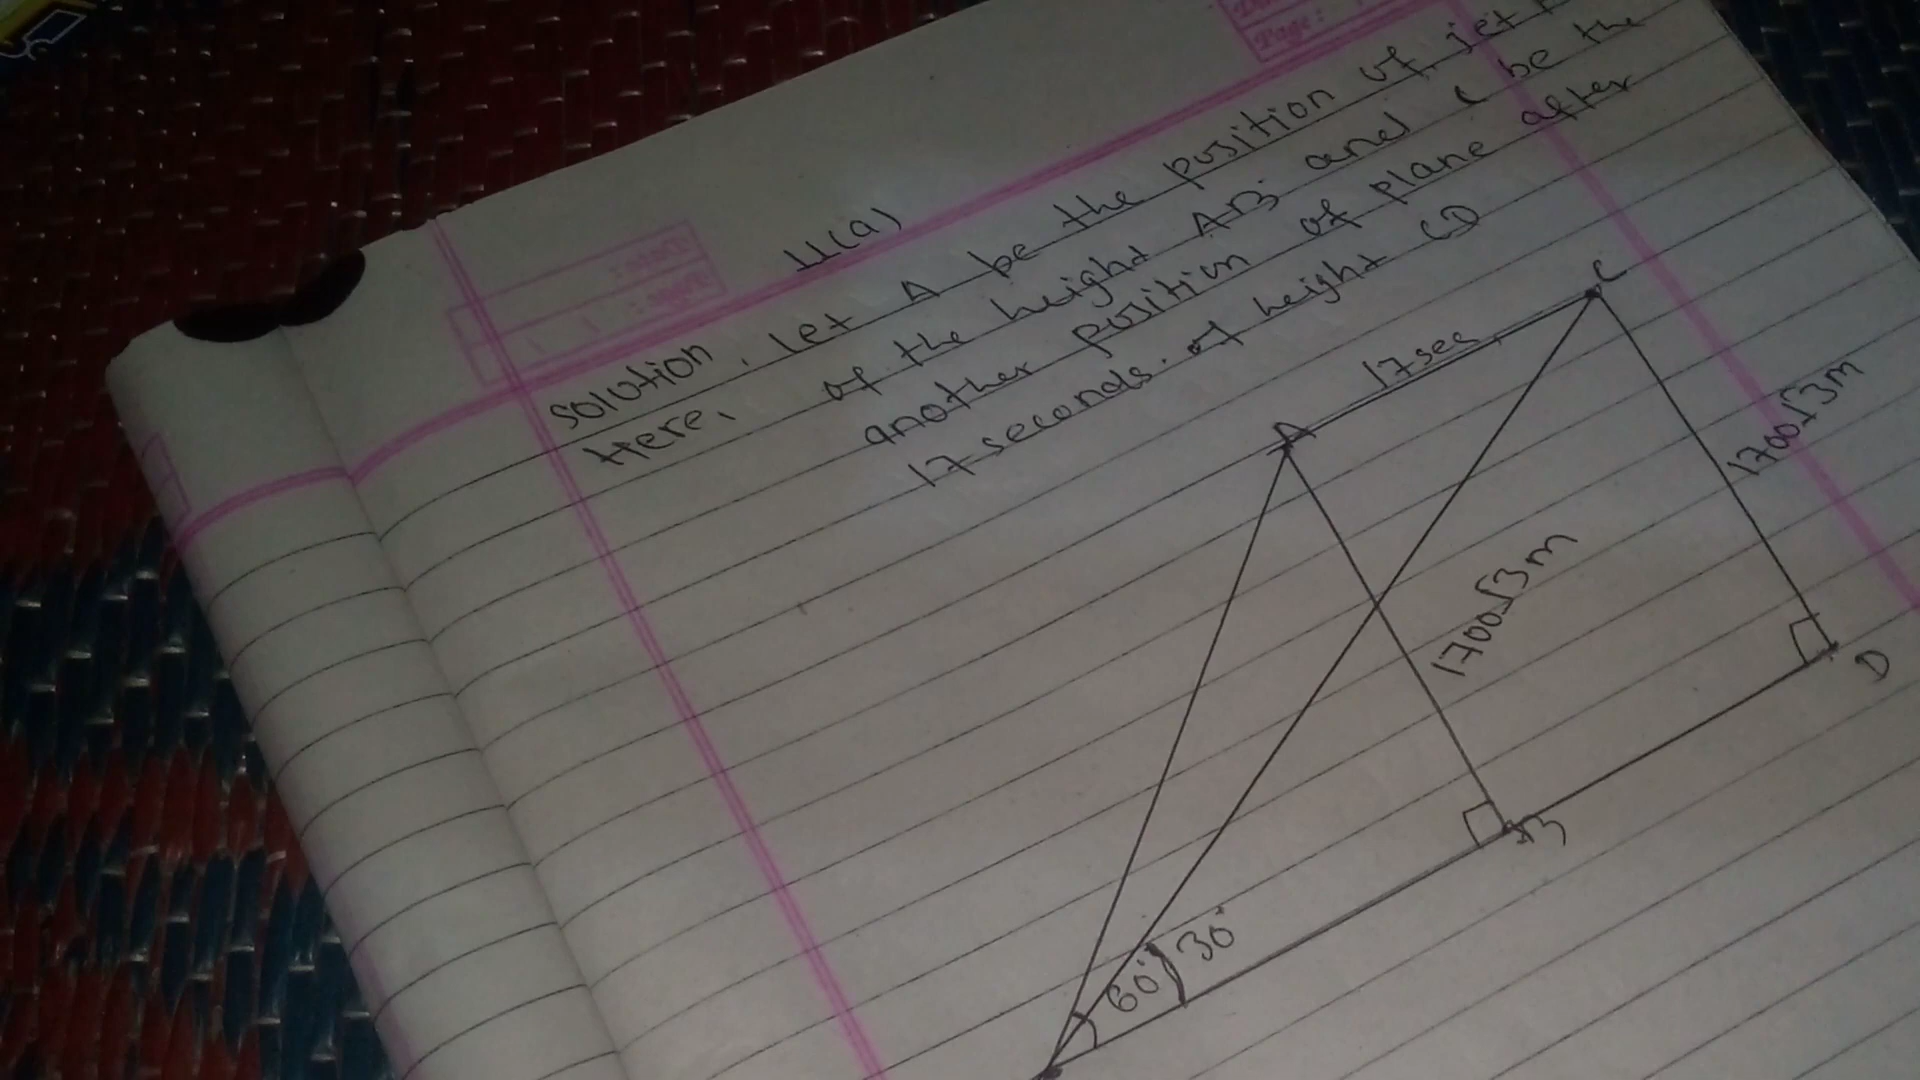 11(a)
Solution
Here, let A be the position of jet
of the height AB and C be the
another position of plane after
17 seconds of height CD
C
17 sec
A
1700√3m
1700√3m
D
B
60°
30°
Page: